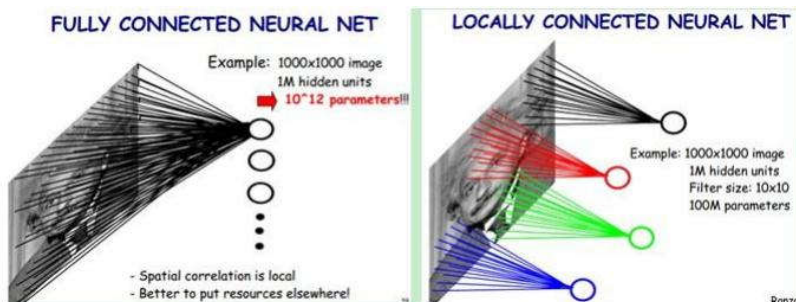 FULLY CONNECTED NEURAL NET
Example: 1000x1000 image
1M hidden units
10^12 parameters!!!
- Spatial correlation is local
- Better to put resources elsewhere!
LOCALLY CONNECTED NEURAL NET
Example: 1000x1000 image
1M hidden units
Filter size: 10x10
100M parameters